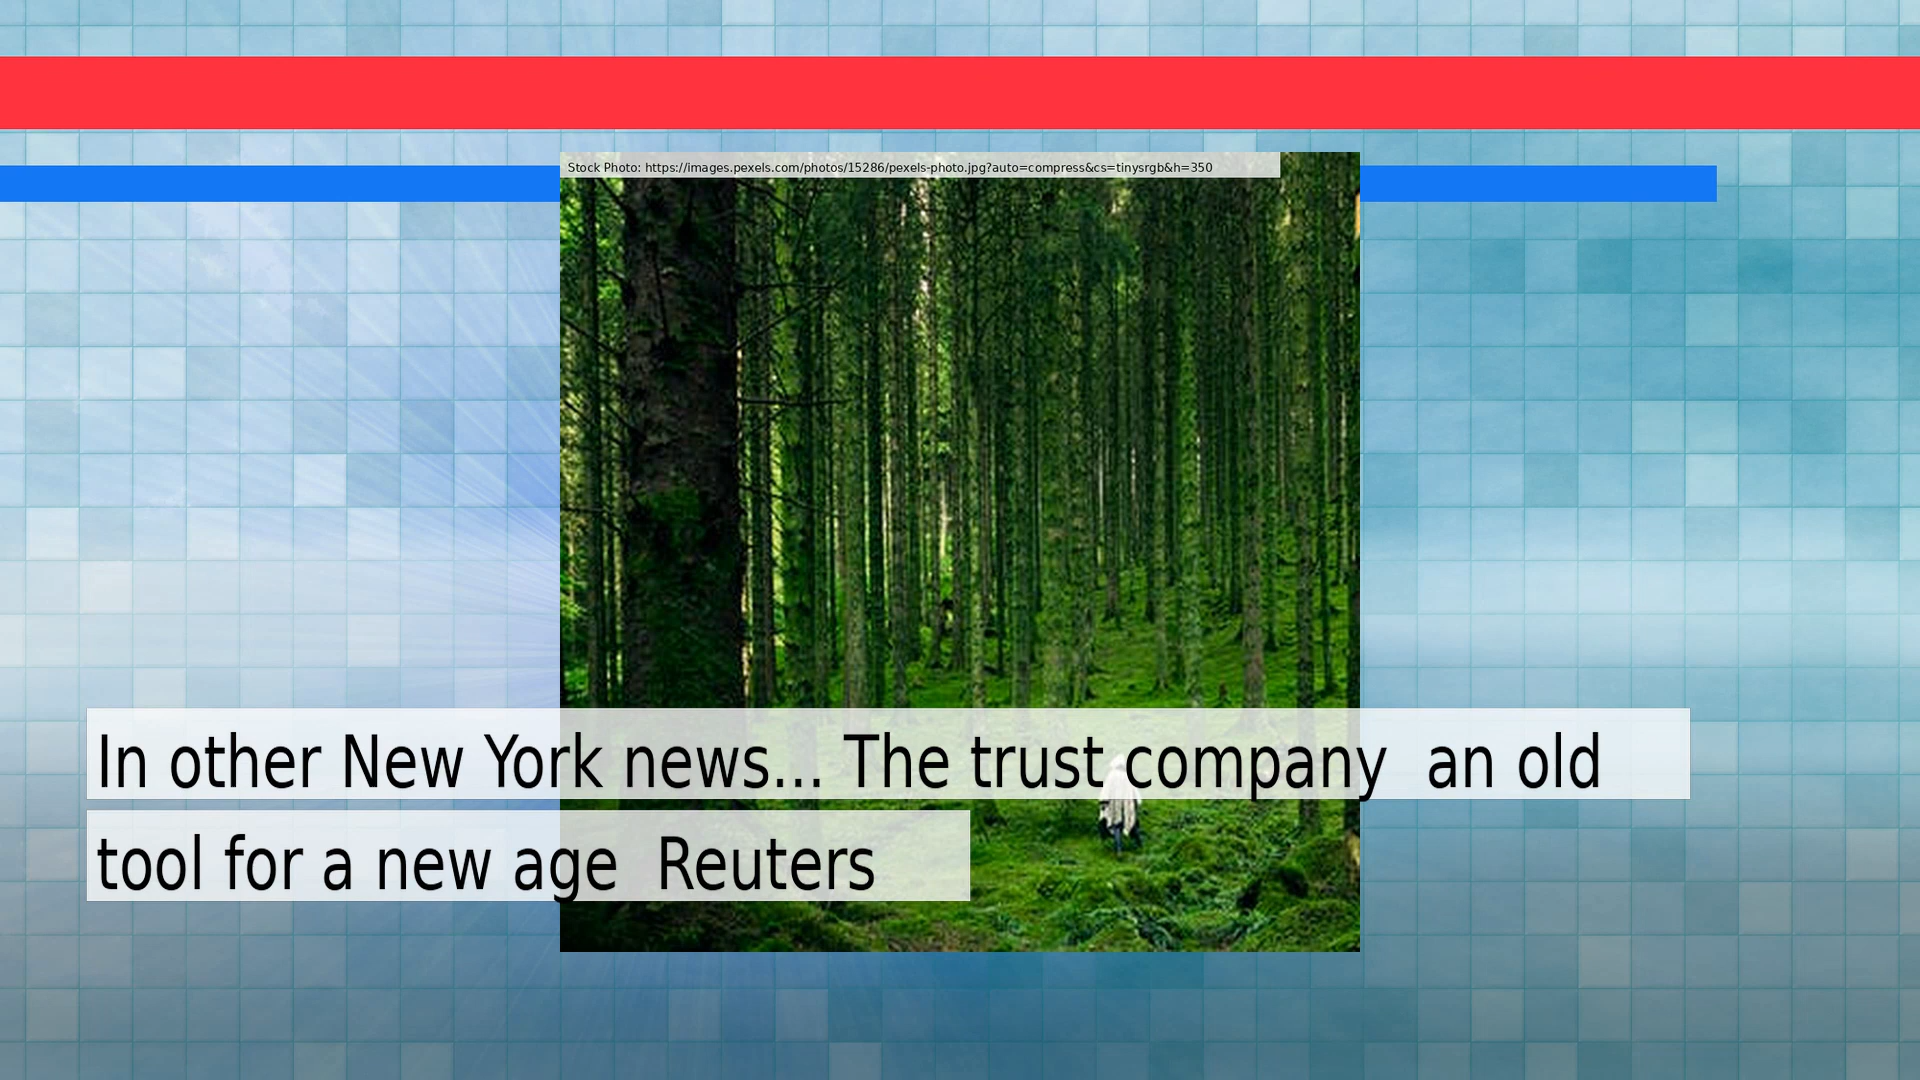 Stock Photo: https://images.pexels.com/photos/15286/pexels-photo.jpg?auto=compress&cs=tinysrgb&h=350
In other New York news... The trust company  an old
tool for a new age  Reuters